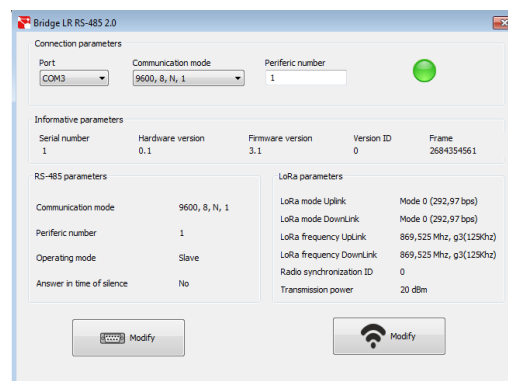 Bridge LR RS-485 2.0
Connection parameters
Port Communication mode Periferic number
COM3 9600, 8, N, 1 1
Informative parameters
Serial number Hardware version Firmware version Version ID Frame
1 0.1 3.1 0 2684354561
RS-485 parameters
Communication mode 9600, 8, N, 1
Periferic number 1
Operating mode Slave
Answer in time of silence No
Modify
LoRa parameters
LoRa mode Uplink Mode 0 (292,97 bps)
LoRa mode DownLink Mode 0 (292,97 bps)
LoRa frequency UpLink 869,525 Mhz, g3(125Khz)
LoRa frequency DownLink 869,525 Mhz, g3(125Khz)
Radio synchronization ID 0
Transmission power 20 dBm
Modify